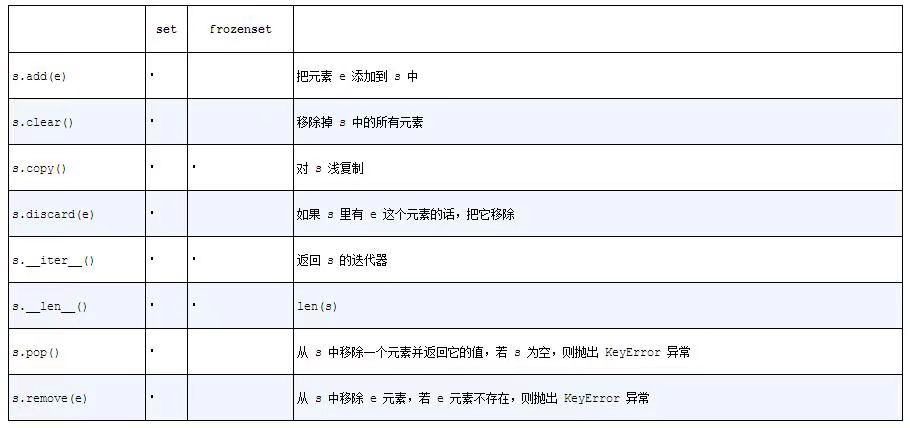 set frozenset
s.add(e) • 把元素 e 添加到 s 中
s.clear() • 移除掉 s 中的所有元素
s.copy() • • 对 s 浅复制
s.discard(e) • 如果 s 里有 e 这个元素的话，把它移除
s.__iter__() • • 返回 s 的迭代器
s.__len__() • • len(s)
s.pop() • 从 s 中移除一个元素并返回它的值，若 s 为空，则抛出 KeyError 异常
s.remove(e) • 从 s 中移除 e 元素，若 e 元素不存在，则抛出 KeyError 异常